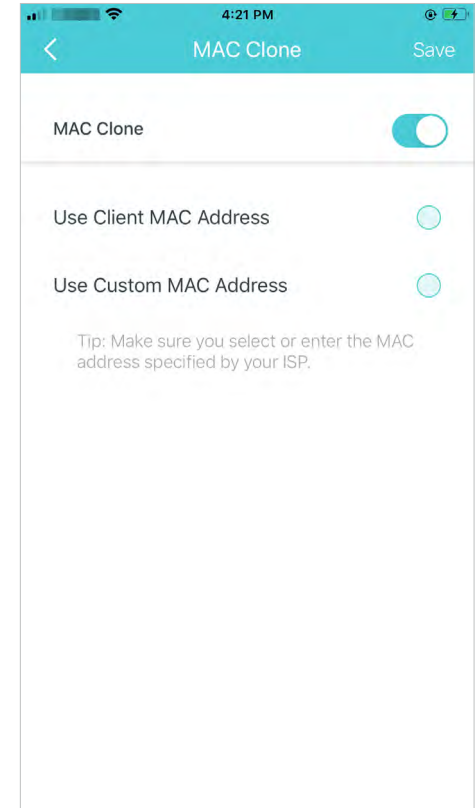 4:21 PM
MAC Clone
Save
MAC Clone
Use Client MAC Address
Use Custom MAC Address
Tip: Make sure you select or enter the MAC
address specified by your ISP.